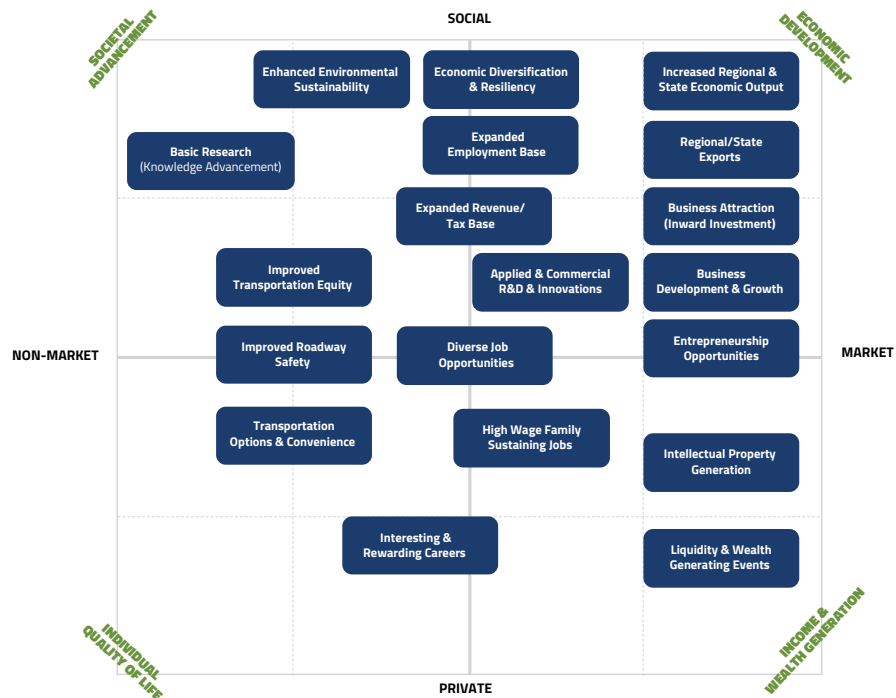 SOCIAL
SOCIETAL
ADVANCEMENT
ECONOMIC
DEVELOPMENT
Enhanced Environmental
Sustainability
Economic Diversification
& Resiliency
Increased Regional &
State Economic Output
Basic Research
(Knowledge Advancement)
Expanded
Employment Base
Regional/State
Exports
Expanded Revenue/
Tax Base
Business Attraction
(Inward Investment)
Improved
Transportation Equity
Applied & Commercial
R&D & Innovations
Business
Development & Growth
NON-MARKET
Improved Roadway
Safety
Diverse Job
Opportunities
Entrepreneurship
Opportunities
MARKET
Transportation
Options & Convenience
High Wage Family
Sustaining Jobs
Intellectual Property
Generation
Interesting &
Rewarding Careers
Liquidity & Wealth
Generating Events
INDIVIDUAL
QUALITY OF LIFE
INCOME &
WEALTH GENERATION
PRIVATE